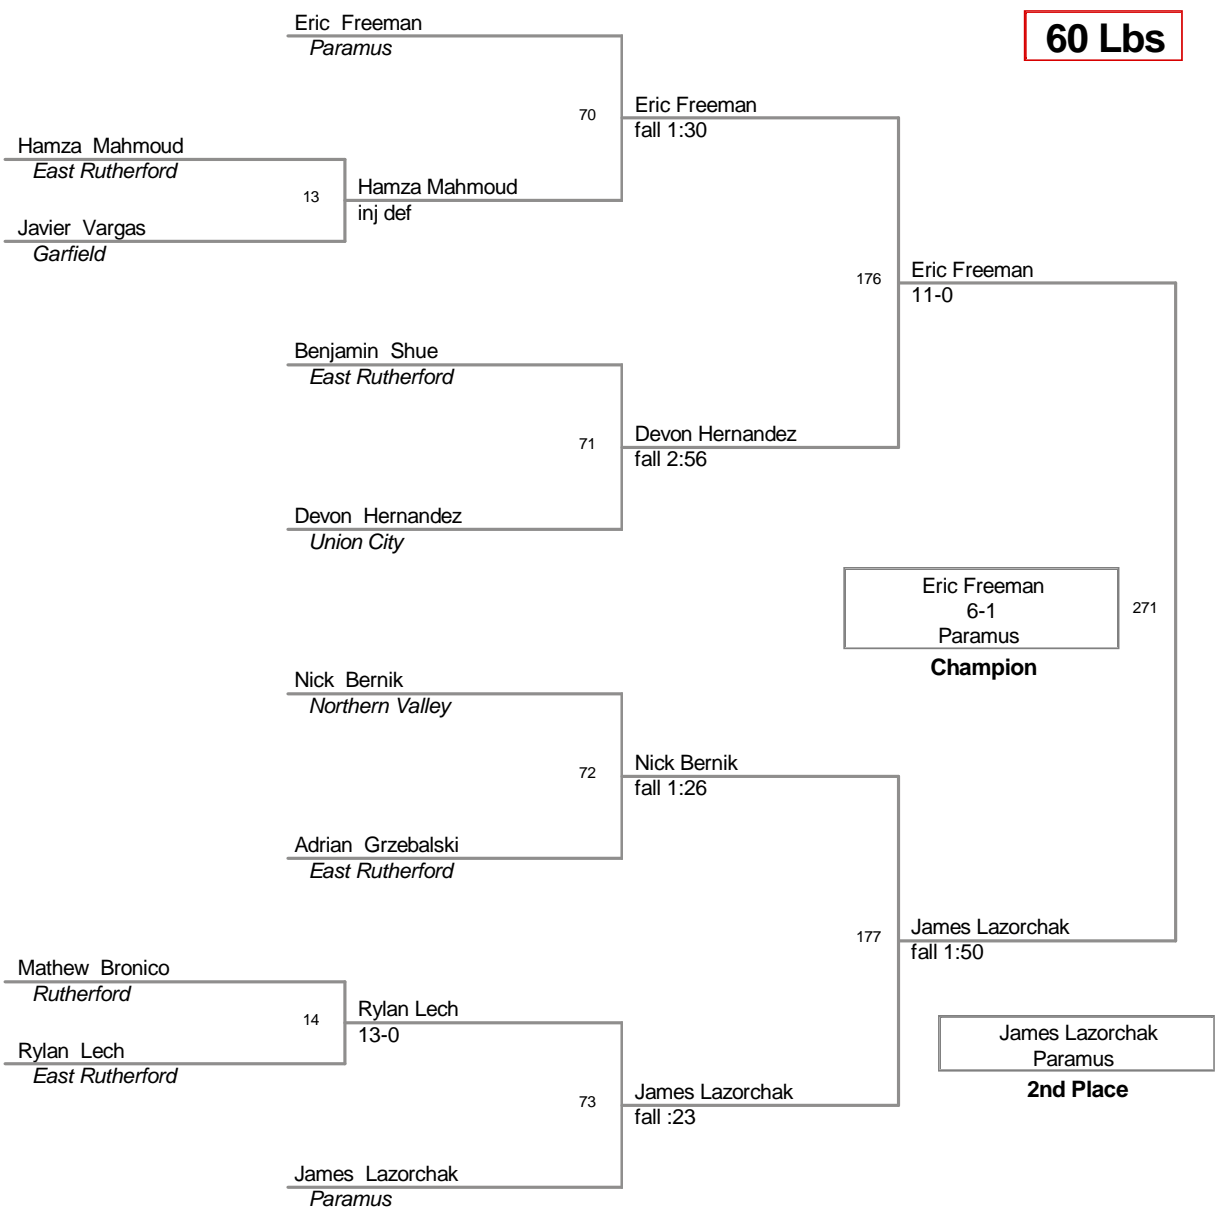 Eric Freeman
Paramus
60 Lbs
70
Eric Freeman
fall 1:30
Hamza Mahmoud
East Rutherford
13
Hamza Mahmoud
inj def
Javier Vargas
Garfield
176
Eric Freeman
11-0
Benjamin Shue
East Rutherford
71
Devon Hernandez
fall 2:56
Devon Hernandez
Union City
Eric Freeman
6-1
Paramus
271
Champion
Nick Bernik
Northern Valley
72
Nick Bernik
fall 1:26
Adrian Grzebalski
East Rutherford
177
James Lazorchak
fall 1:50
Mathew Bronico
Rutherford
14
Rylan Lech
13-0
Rylan Lech
East Rutherford
James Lazorchak
Paramus
2nd Place
73
James Lazorchak
fall :23
James Lazorchak
Paramus